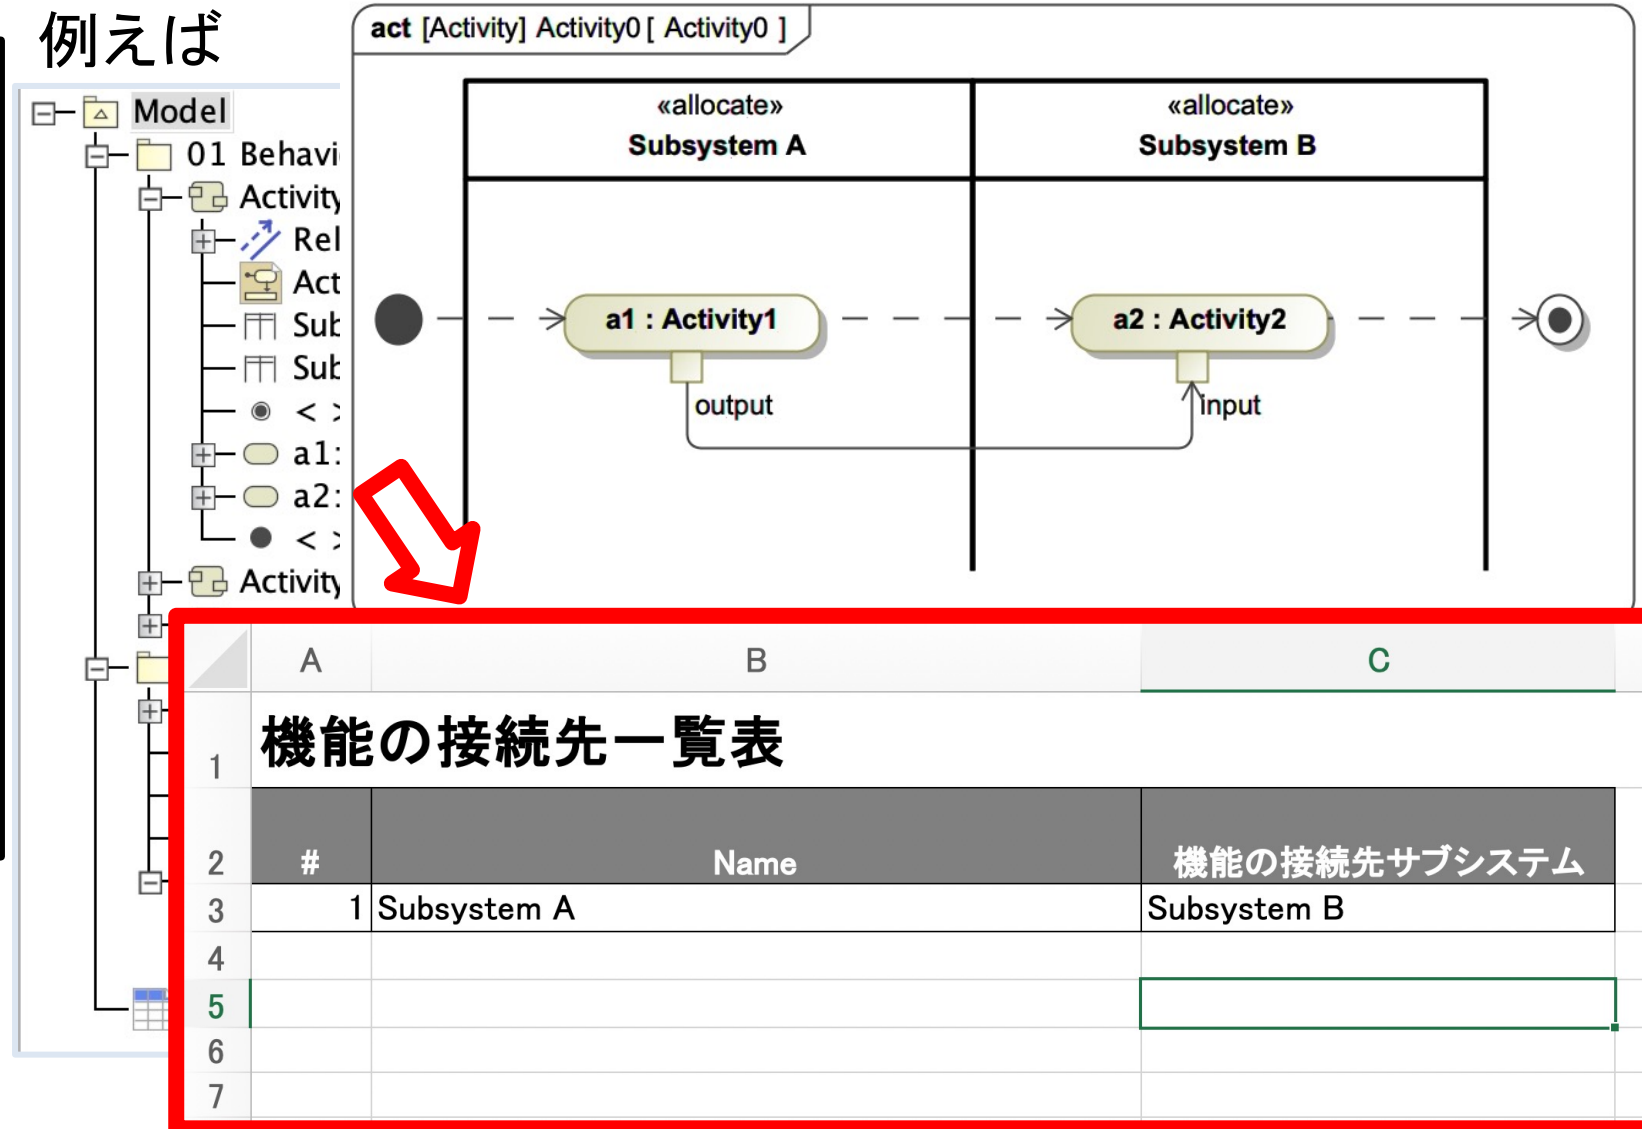 例えば
Model
01 Behavi
Activity
Rel
Act
Sub
Sub
< >
a1:
a2:
< >
Activity
act [Activity] Activity0 [ Activity0 ]
«allocate»
Subsystem A
«allocate»
Subsystem B
a1 : Activity1
a2 : Activity2
output
input
A B C
1 機能の接続先一覧表
2 # Name 機能の接続先サブシステム
3 1 Subsystem A Subsystem B
4
5
6
7